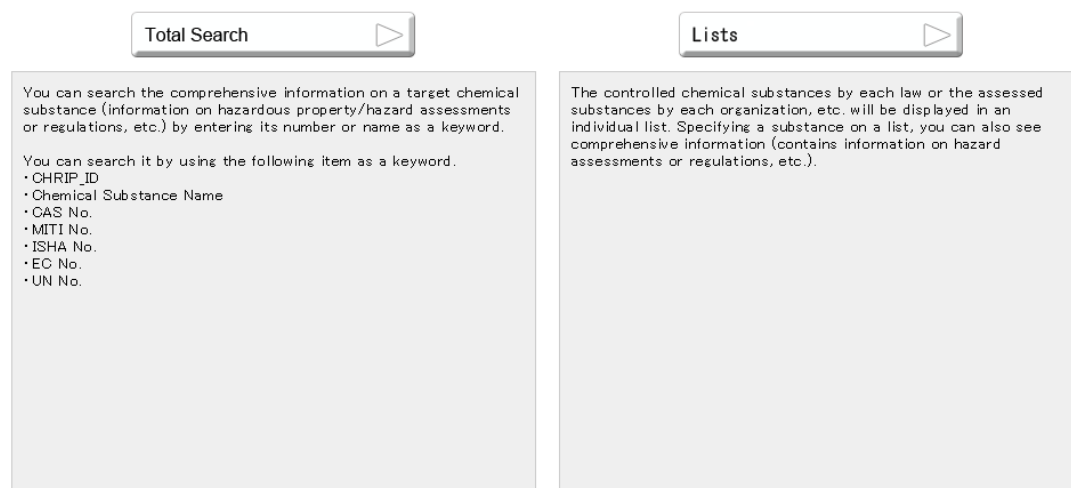 Total Search
You can search the comprehensive information on a target chemical
substance (information on hazardous property/hazard assessments
or regulations, etc.) by entering its number or name as a keyword.
You can search it by using the following item as a keyword.
・CHRIP_ID
・Chemical Substance Name
・CAS No.
・MITI No.
・ISHA No.
・EC No.
・UN No.
Lists
The controlled chemical substances by each law or the assessed
substances by each organization, etc. will be displayed in an
individual list. Specifying a substance on a list, you can also see
comprehensive information (contains information on hazard
assessments or regulations, etc.).